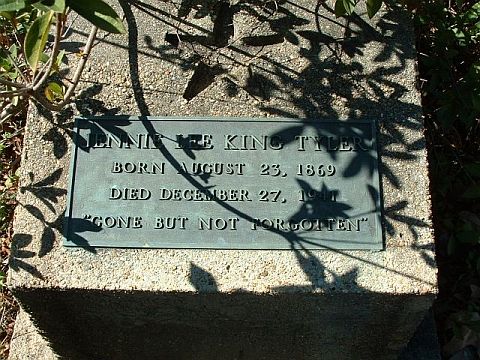 JENNIE LEE KING TYLER
BORN AUGUST 23, 1869
DIED DECEMBER 27,
"GONE BUT NOT FORGOTTEN"